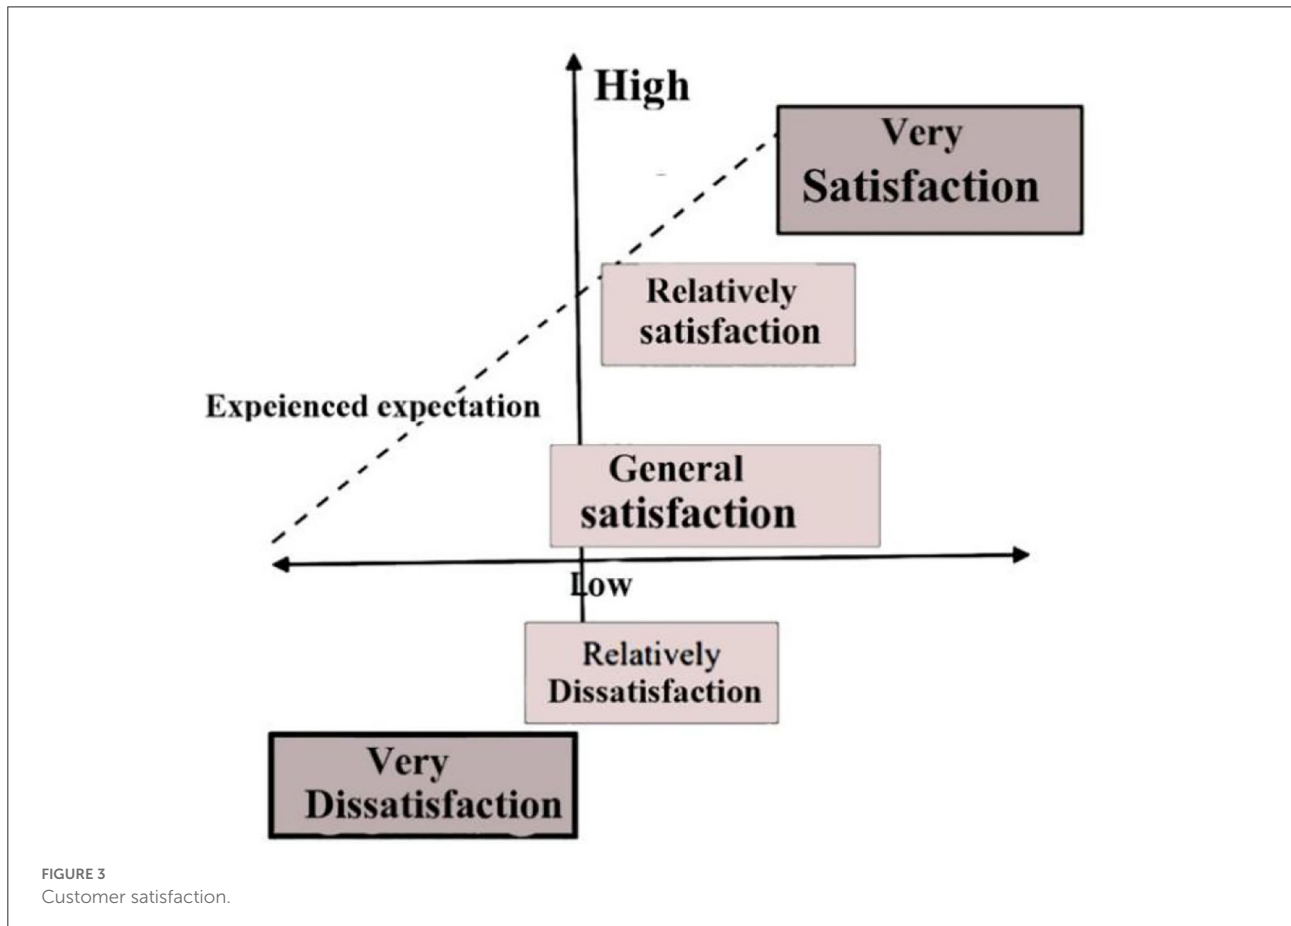 High
Very
Satisfaction
Relatively
satisfaction
Expeienced expectation
General
satisfaction
Low
Relatively
Dissatisfaction
Very
Dissatisfaction
FIGURE 3
Customer satisfaction.